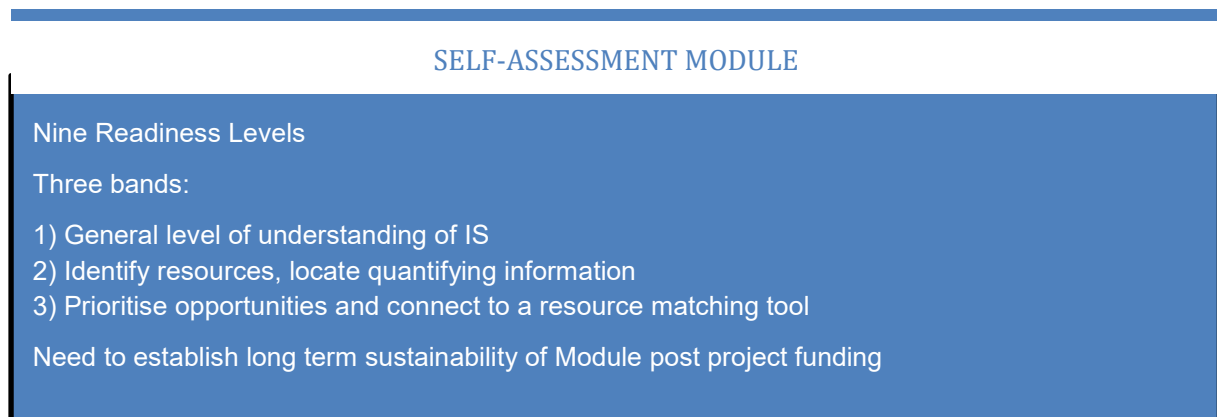 SELF-ASSESSMENT MODULE
Nine Readiness Levels
Three bands:
1) General level of understanding of IS
2) Identify resources, locate quantifying information
3) Prioritise opportunities and connect to a resource matching tool
Need to establish long term sustainability of Module post project funding